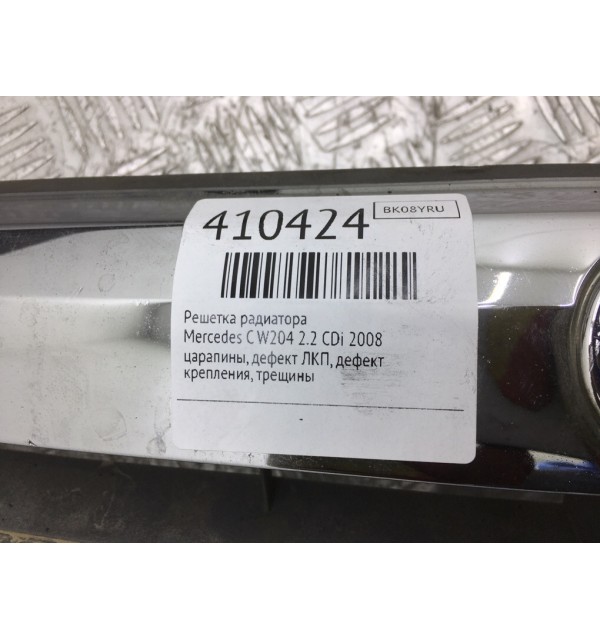 410424
BK08YRU
Решетка радиатора
Mercedes C W204 2.2 CDi 2008
царапины, дефект ЛКП, дефект
крепления, трещины